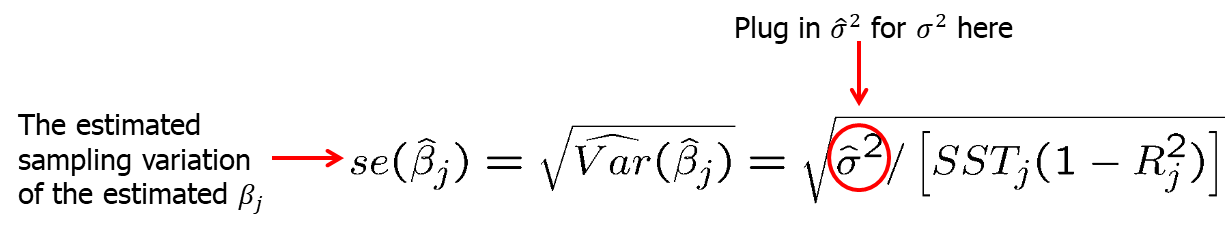 Plug in σ̂² for σ² here
The estimated
sampling variation
of the estimated βⱼ
se(β̂ⱼ) = √V̂ar(β̂ⱼ) = √σ̂²/[SSTⱼ(1 − Rⱼ²)]